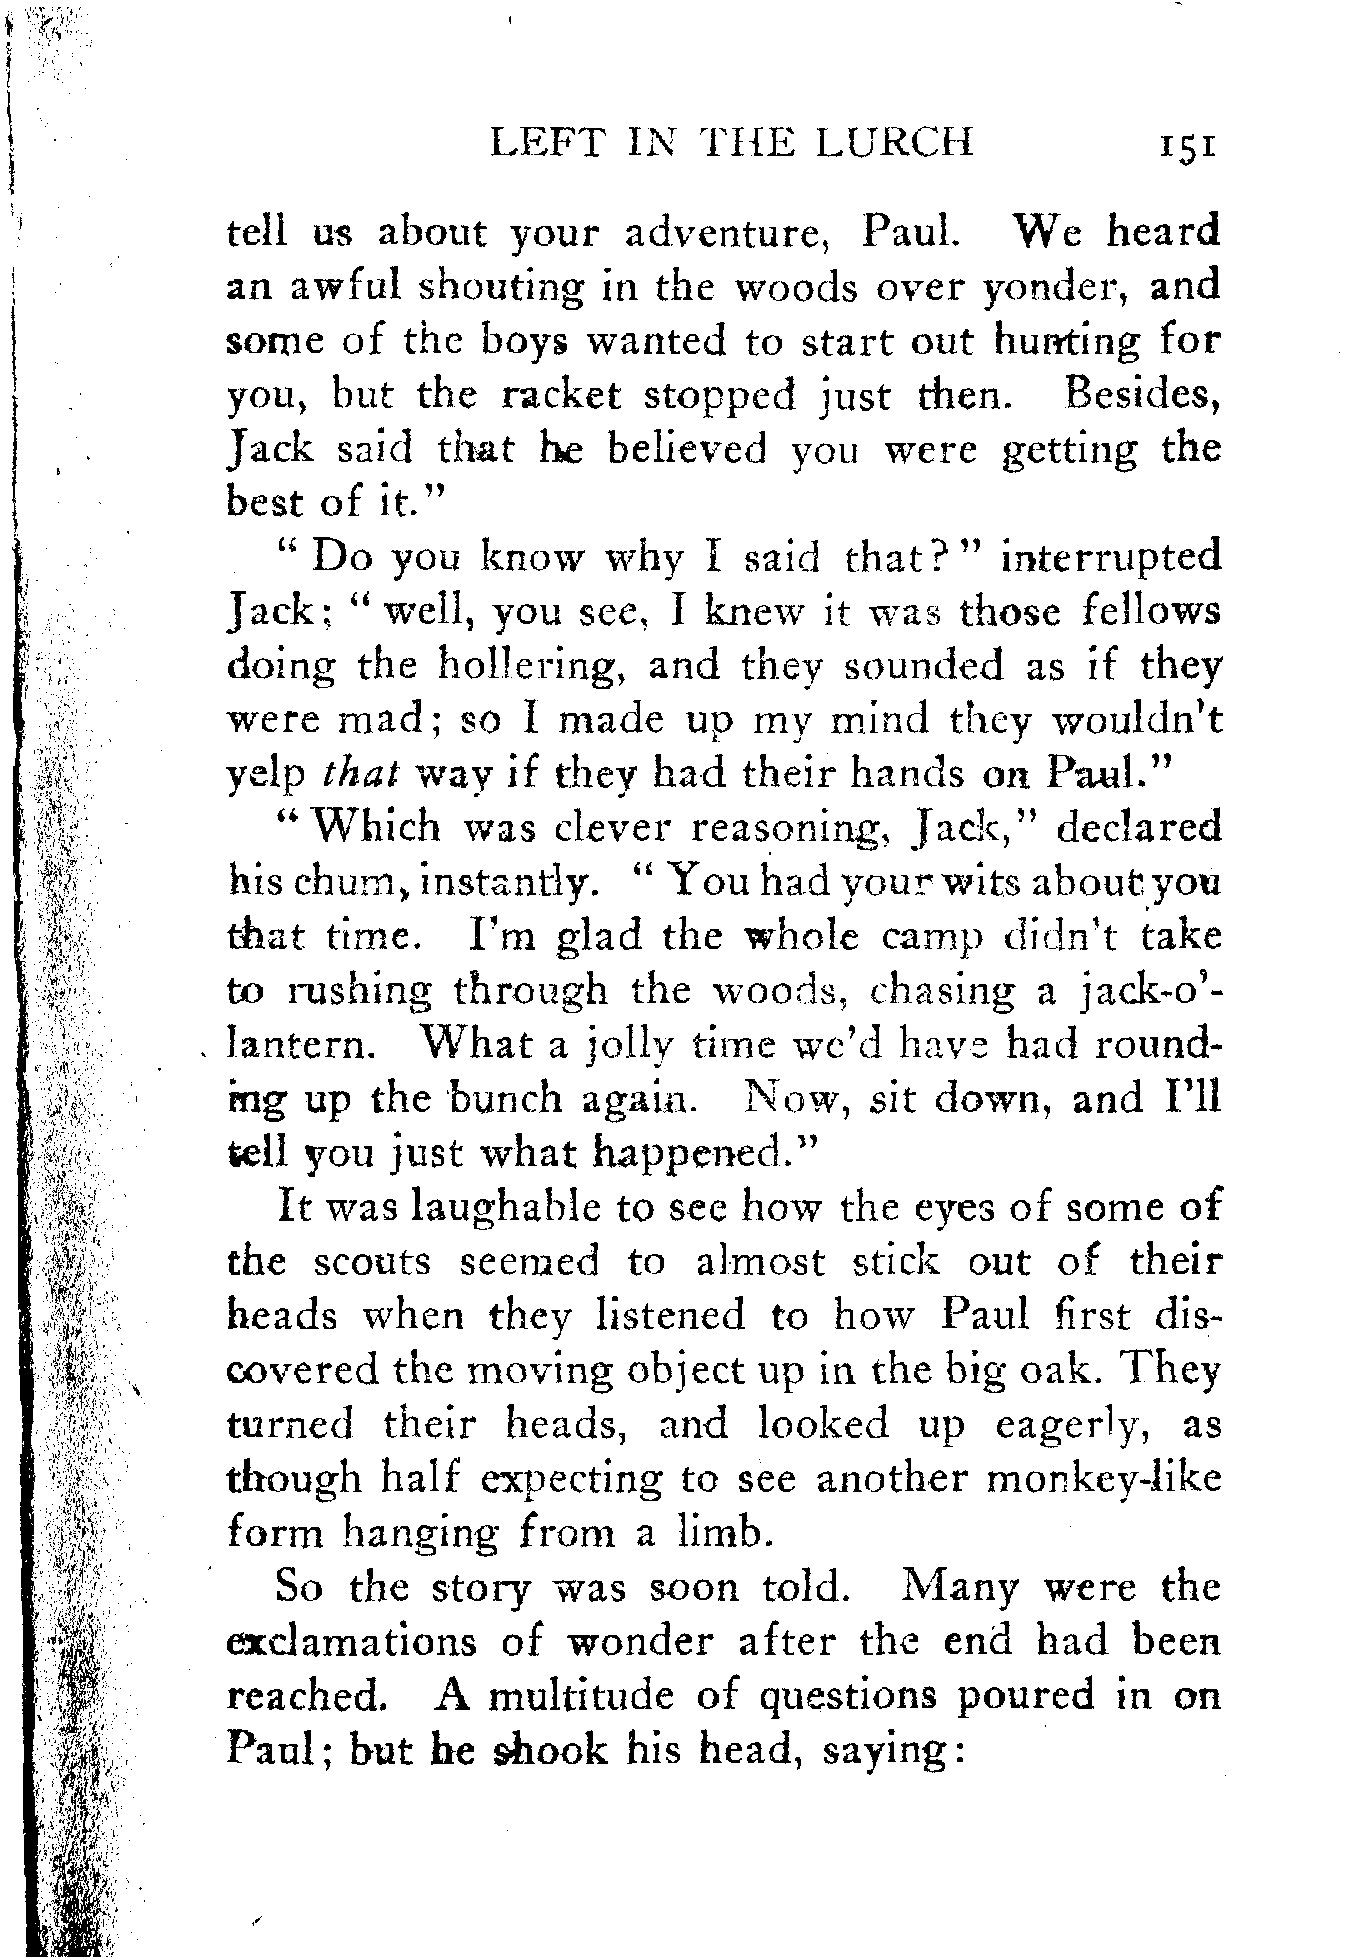 LEFT IN THE LURCH 151
tell us about your adventure, Paul. We heard
an awful shouting in the woods over yonder, and
some of the boys wanted to start out hunting for
you, but the racket stopped just then. Besides,
Jack said that he believed you were getting the
best of it."
" Do you know why I said that? " interrupted
Jack; " well, you see, I knew it was those fellows
doing the hollering, and they sounded as if they
were mad; so I made up my mind they wouldn't
yelp that way if they had their hands on Paul."
" Which was clever reasoning, Jack," declared
his chum, instantly. " You had your wits about you
that time. I'm glad the whole camp didn't take
to rushing through the woods, chasing a jack-o'-
lantern. What a jolly time we'd have had round-
ing up the bunch again. Now, sit down, and I'll
tell you just what happened."
It was laughable to see how the eyes of some of
the scouts seemed to almost stick out of their
heads when they listened to how Paul first dis-
covered the moving object up in the big oak. They
turned their heads, and looked up eagerly, as
though half expecting to see another monkey-like
form hanging from a limb.
So the story was soon told. Many were the
exclamations of wonder after the end had been
reached. A multitude of questions poured in on
Paul; but he shook his head, saying: